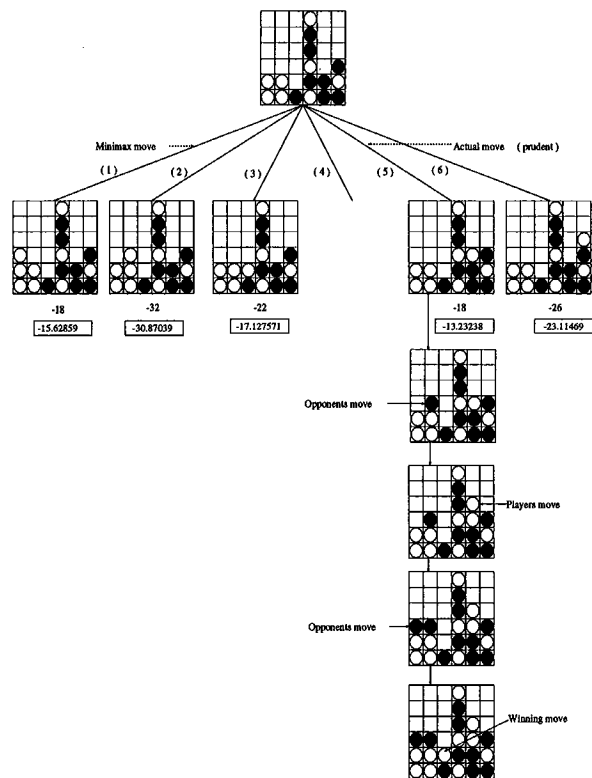 Minimax move
Actual move ( prudent )
( 1 )
( 2 )
( 3 )
( 4 )
( 5 )
( 6 )
-18
-32
-22
-18
-26
-15.62859
-30.87039
-17.127571
-13.23238
-23.11469
Opponents move
Players move
Opponents move
Winning move